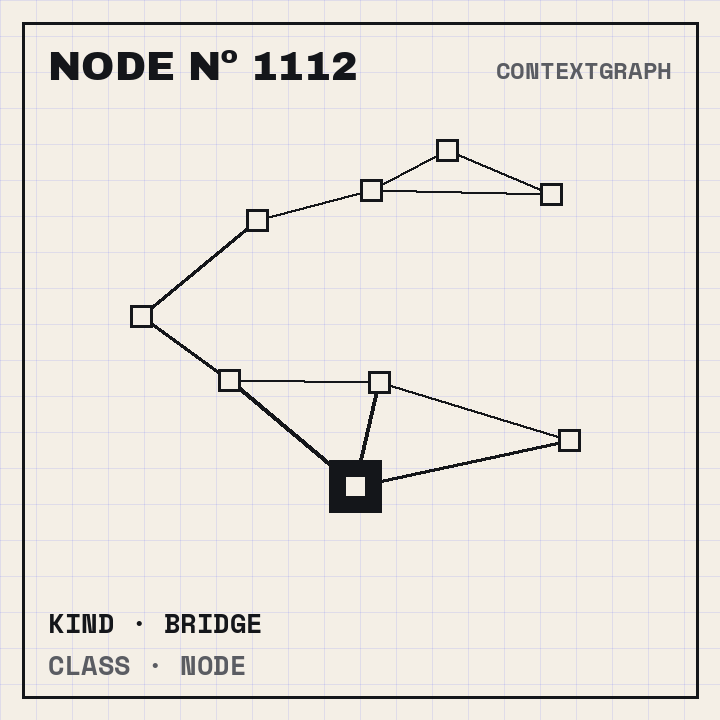 NODE Nº 1112
CONTEXTGRAPH
KIND · BRIDGE
CLASS · NODE